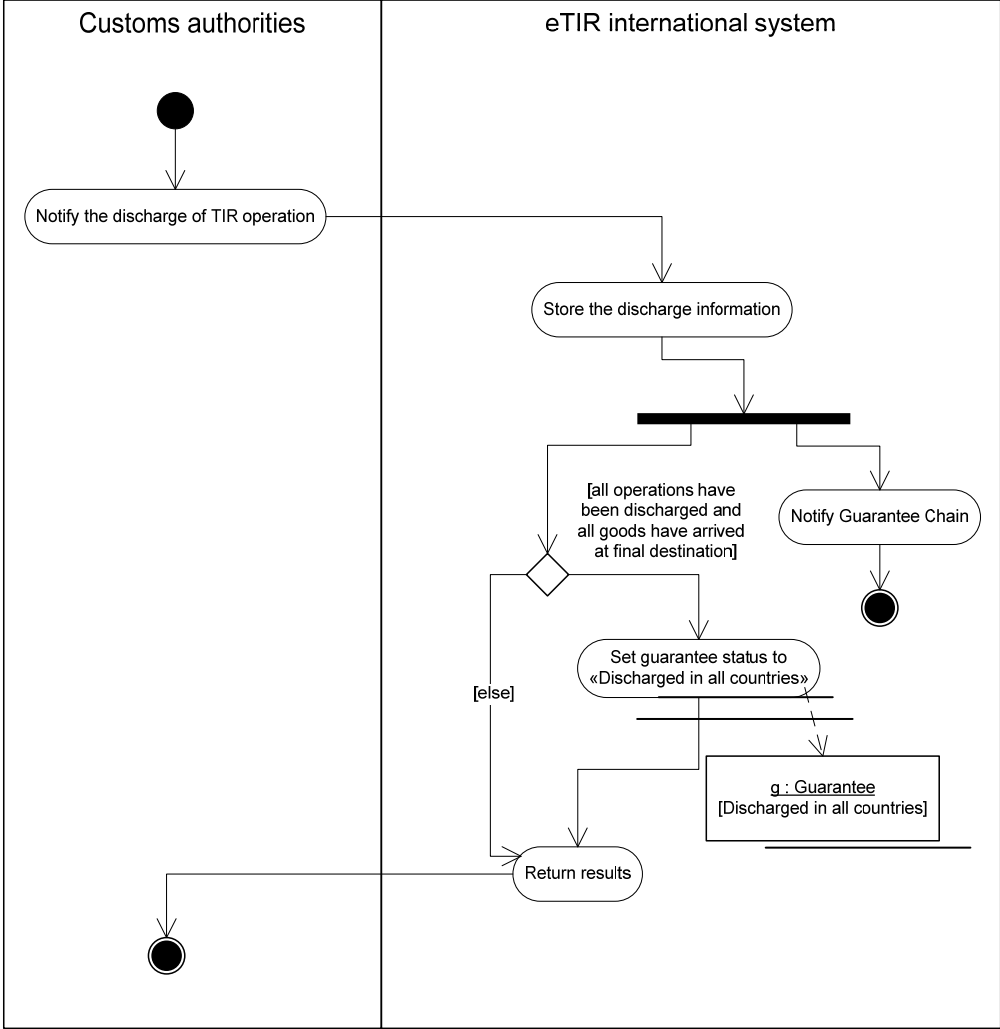 Customs authorities
eTIR international system
Notify the discharge of TIR operation
Store the discharge information
[all operations have
been discharged and
all goods have arrived
at final destination]
Notify Guarantee Chain
Set guarantee status to
«Discharged in all countries»
[else]
g : Guarantee
[Discharged in all countries]
Return results